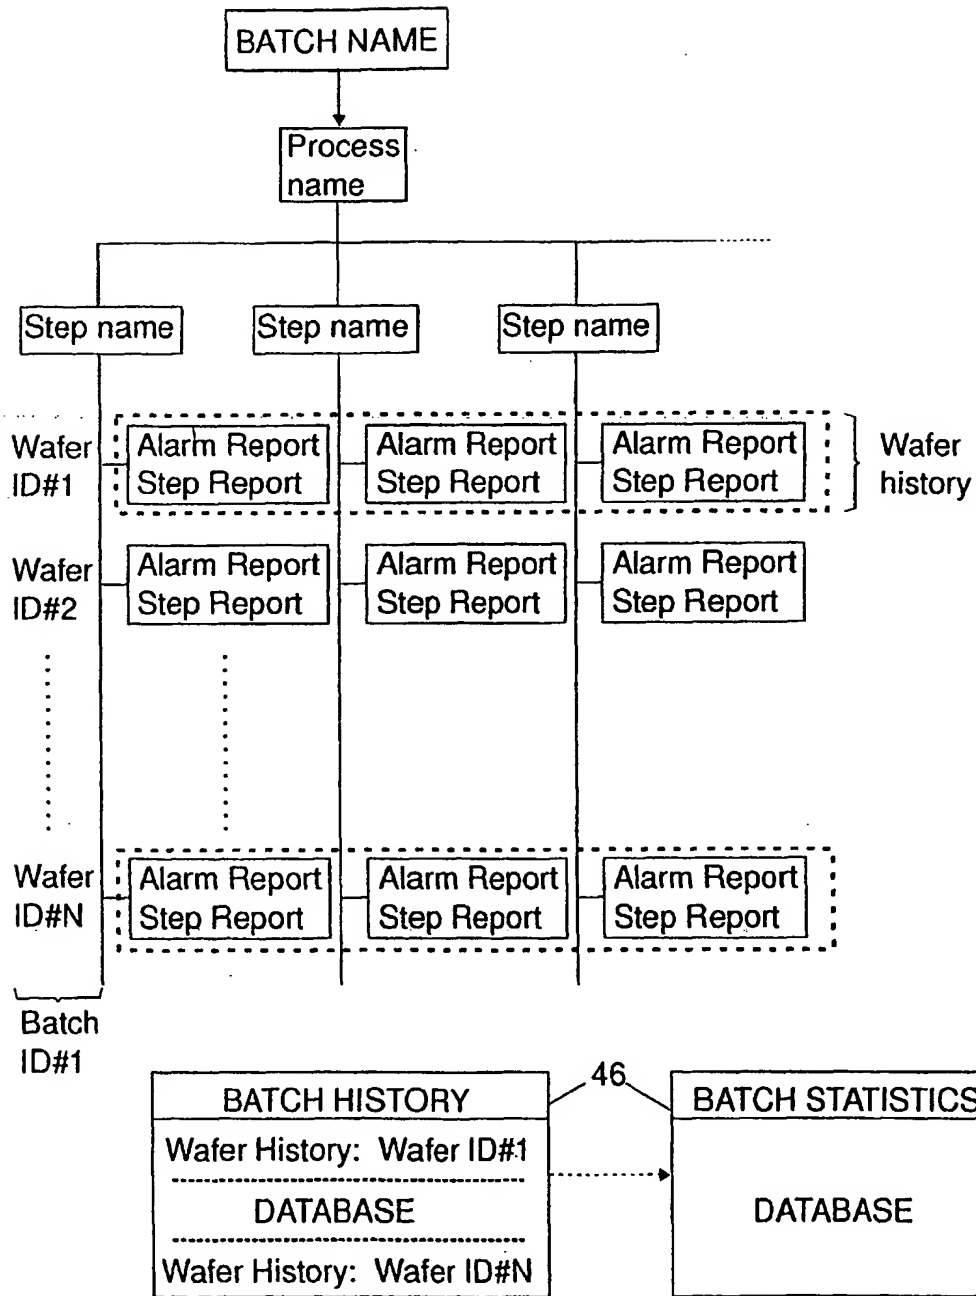 BATCH NAME
Process
name
Step name
Step name
Step name
Wafer
ID#1
Alarm Report
Step Report
Alarm Report
Step Report
Alarm Report
Step Report
Wafer
history
Wafer
ID#2
Alarm Report
Step Report
Alarm Report
Step Report
Alarm Report
Step Report
Wafer
ID#N
Alarm Report
Step Report
Alarm Report
Step Report
Alarm Report
Step Report
Batch
ID#1
46
BATCH HISTORY
Wafer History: Wafer ID#1
DATABASE
Wafer History: Wafer ID#N
BATCH STATISTICS
DATABASE